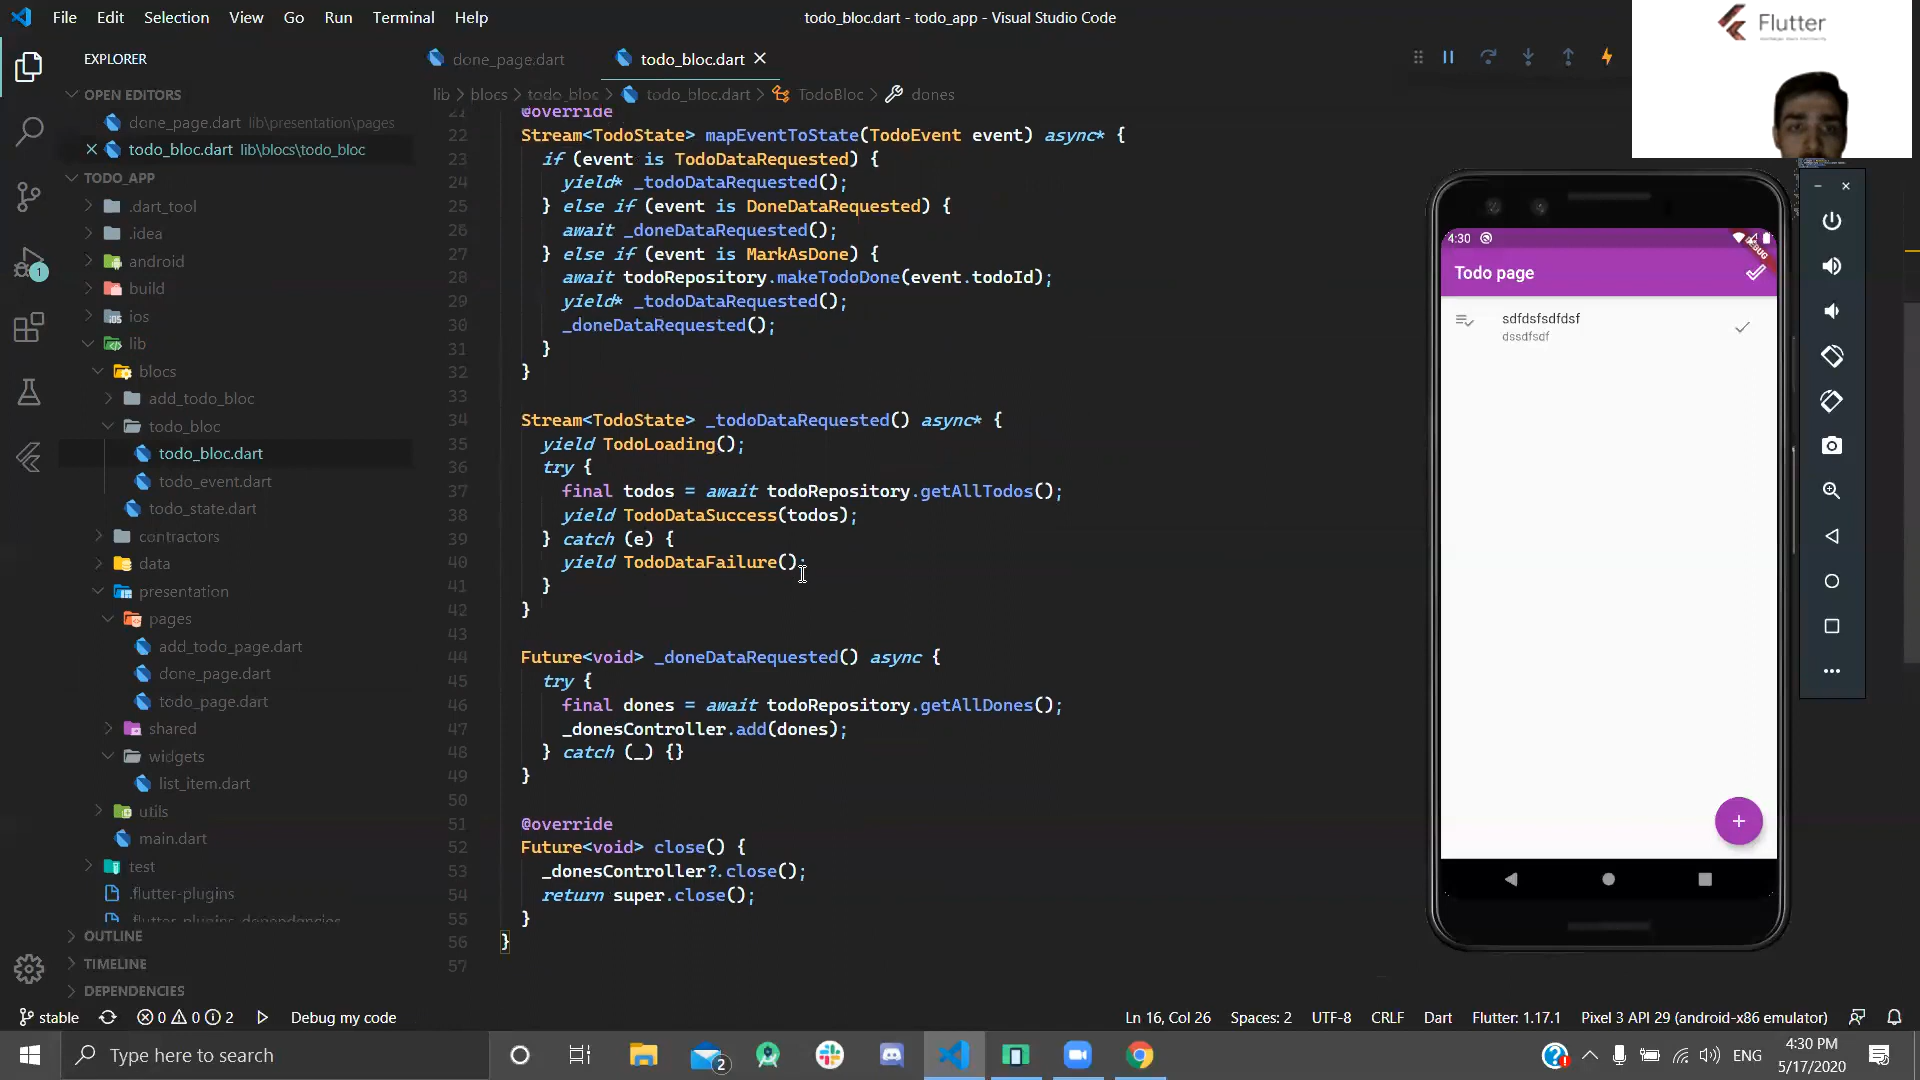 File Edit Selection View Go Run Terminal Help
todo_bloc.dart - todo_app - Visual Studio Code
Flutter
EXPLORER
OPEN EDITORS
done_page.dart lib\presentation\pages
todo_bloc.dart lib\blocs\todo_bloc
TODO_APP
.dart_tool
.idea
android
build
ios
lib
blocs
add_todo_bloc
todo_bloc
todo_bloc.dart
todo_event.dart
todo_state.dart
contractors
data
presentation
pages
add_todo_page.dart
done_page.dart
todo_page.dart
shared
widgets
list_item.dart
utils
main.dart
test
.flutter-plugins
.flutter-plugins-dependencies
OUTLINE
TIMELINE
DEPENDENCIES
done_page.dart
todo_bloc.dart
lib > blocs > todo_bloc > todo_bloc.dart > TodoBloc > dones
21 @override
22 Stream<TodoState> mapEventToState(TodoEvent event) async* {
23 if (event is TodoDataRequested) {
24 yield* _todoDataRequested();
25 } else if (event is DoneDataRequested) {
26 await _doneDataRequested();
27 } else if (event is MarkAsDone) {
28 await todoRepository.makeTodoDone(event.todoId);
29 yield* _todoDataRequested();
30 _doneDataRequested();
31 }
32 }
33
34 Stream<TodoState> _todoDataRequested() async* {
35 yield TodoLoading();
36 try {
37 final todos = await todoRepository.getAllTodos();
38 yield TodoDataSuccess(todos);
39 } catch (e) {
40 yield TodoDataFailure();
41 }
42 }
43
44 Future<void> _doneDataRequested() async {
45 try {
46 final dones = await todoRepository.getAllDones();
47 _donesController.add(dones);
48 } catch (_) {}
49 }
50
51 @override
52 Future<void> close() {
53 _donesController?.close();
54 return super.close();
55 }
56 }
57
4:30
DEBUG
Todo page
sdfdsfsdfdsf
dssdfsdf
1
stable 0 0 2 Debug my code
Ln 16, Col 26 Spaces: 2 UTF-8 CRLF Dart Flutter: 1.17.1 Pixel 3 API 29 (android-x86 emulator)
Type here to search
2
ENG
4:30 PM
5/17/2020